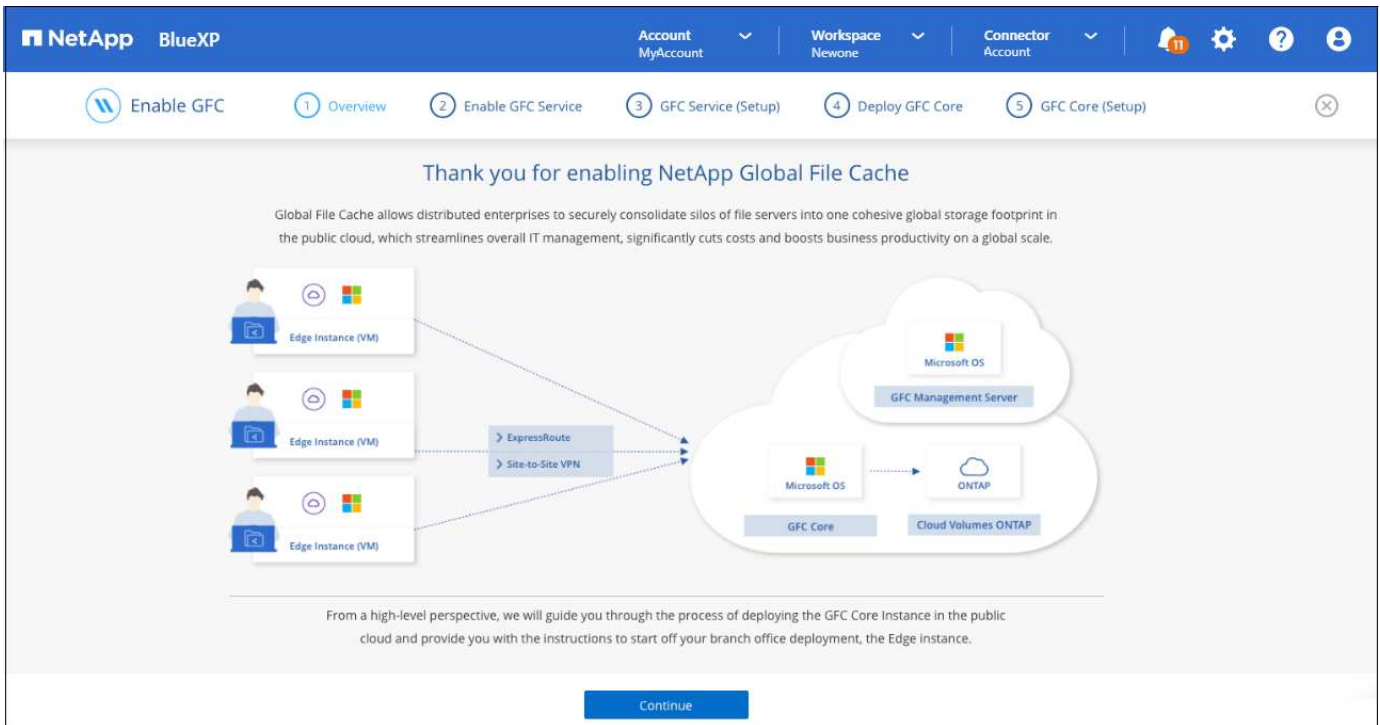 NetApp BlueXP
Account
MyAccount
Workspace
Newone
Connector
Account
11
?
Enable GFC
1 Overview
2 Enable GFC Service
3 GFC Service (Setup)
4 Deploy GFC Core
5 GFC Core (Setup)
Thank you for enabling NetApp Global File Cache
Global File Cache allows distributed enterprises to securely consolidate silos of file servers into one cohesive global storage footprint in
the public cloud, which streamlines overall IT management, significantly cuts costs and boosts business productivity on a global scale.
Edge Instance (VM)
Edge Instance (VM)
Edge Instance (VM)
ExpressRoute
Site-to-Site VPN
Microsoft OS
GFC Management Server
Microsoft OS
GFC Core
ONTAP
Cloud Volumes ONTAP
From a high-level perspective, we will guide you through the process of deploying the GFC Core Instance in the public
cloud and provide you with the instructions to start off your branch office deployment, the Edge instance.
Continue